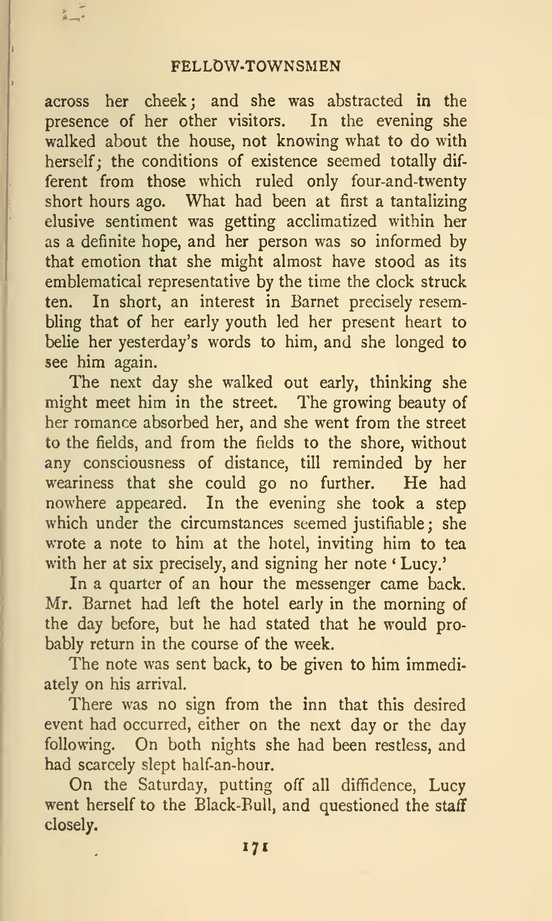 FELLOW-TOWNSMEN
across her cheek; and she was abstracted in the
presence of her other visitors. In the evening she
walked about the house, not knowing what to do with
herself; the conditions of existence seemed totally dif-
ferent from those which ruled only four-and-twenty
short hours ago. What had been at first a tantalizing
elusive sentiment was getting acclimatized within her
as a definite hope, and her person was so informed by
that emotion that she might almost have stood as its
emblematical representative by the time the clock struck
ten. In short, an interest in Barnet precisely resem-
bling that of her early youth led her present heart to
belie her yesterday's words to him, and she longed to
see him again.
The next day she walked out early, thinking she
might meet him in the street. The growing beauty of
her romance absorbed her, and she went from the street
to the fields, and from the fields to the shore, without
any consciousness of distance, till reminded by her
weariness that she could go no further. He had
nowhere appeared. In the evening she took a step
which under the circumstances seemed justifiable; she
wrote a note to him at the hotel, inviting him to tea
with her at six precisely, and signing her note ‘Lucy.’
In a quarter of an hour the messenger came back.
Mr. Barnet had left the hotel early in the morning of
the day before, but he had stated that he would pro-
bably return in the course of the week.
The note was sent back, to be given to him immedi-
ately on his arrival.
There was no sign from the inn that this desired
event had occurred, either on the next day or the day
following. On both nights she had been restless, and
had scarcely slept half-an-hour.
On the Saturday, putting off all diffidence, Lucy
went herself to the Black-Bull, and questioned the staff
closely.
171